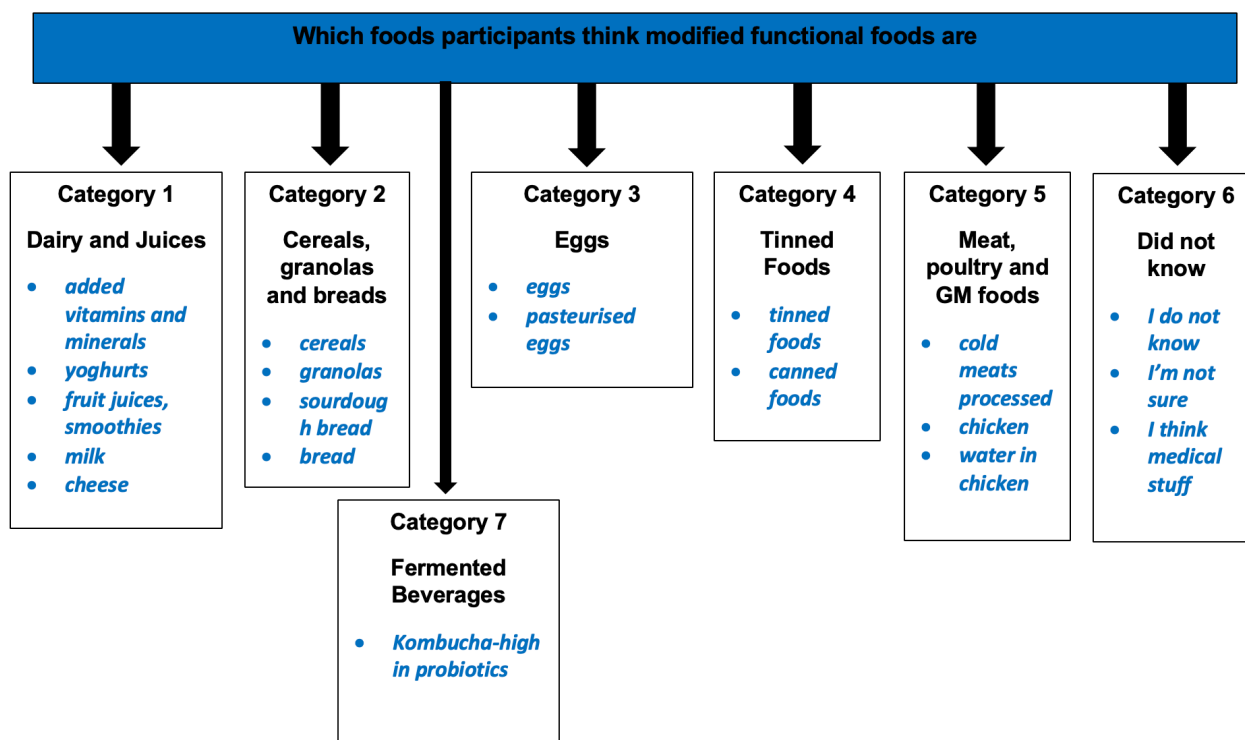 Which foods participants think modified functional foods are
Category 1
Dairy and Juices
• added
vitamins and
minerals
• yoghurts
• fruit juices,
smoothies
• milk
• cheese
Category 2
Cereals,
granolas
and breads
• cereals
• granolas
• sourdoug
h bread
• bread
Category 3
Eggs
• eggs
• pasteurised
eggs
Category 4
Tinned
Foods
• tinned
foods
• canned
foods
Category 5
Meat,
poultry and
GM foods
• cold
meats
processed
• chicken
• water in
chicken
Category 6
Did not
know
• I do not
know
• I'm not
sure
• I think
medical
stuff
Category 7
Fermented
Beverages
• Kombucha-high
in probiotics